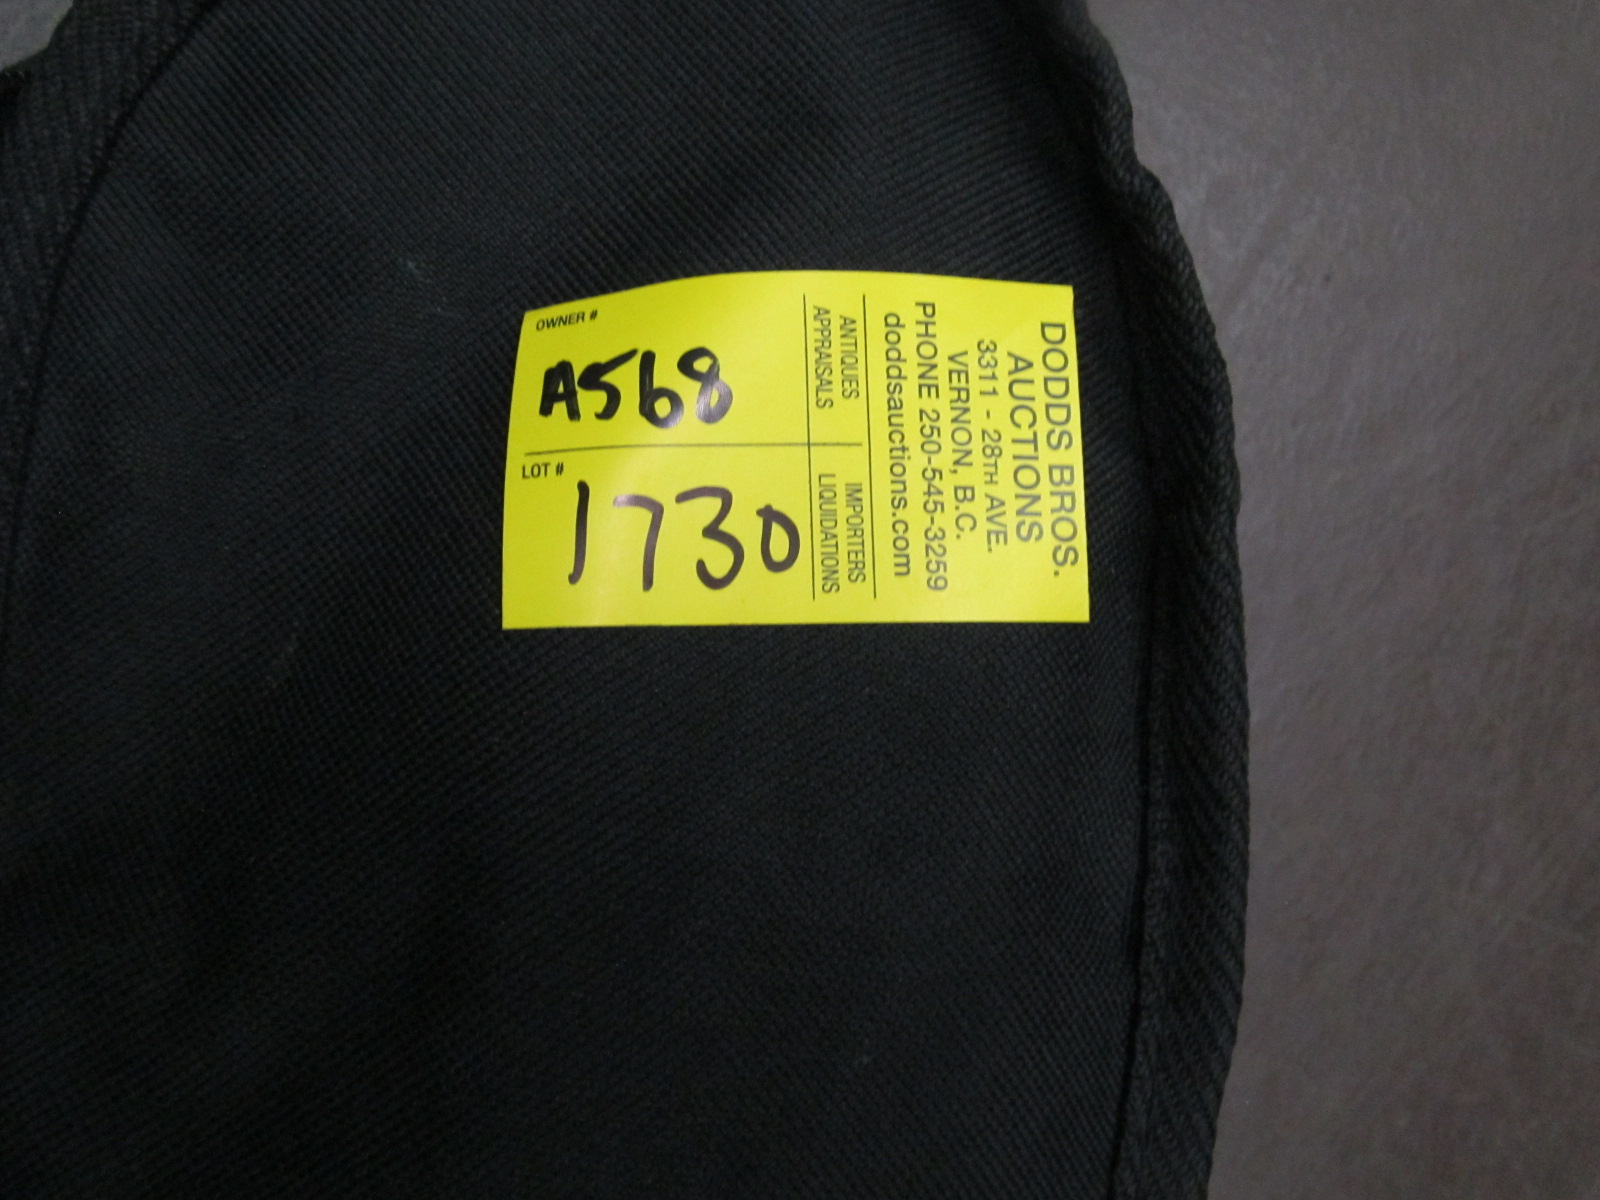 DODDS BROS.
AUCTIONS
3311 - 28TH AVE.
VERNON, B.C.
PHONE 250-545-3259
doddsauctions.com
ANTIQUES IMPORTERS
APPRAISALS LIQUIDATIONS
OWNER #
A568
LOT #
1730